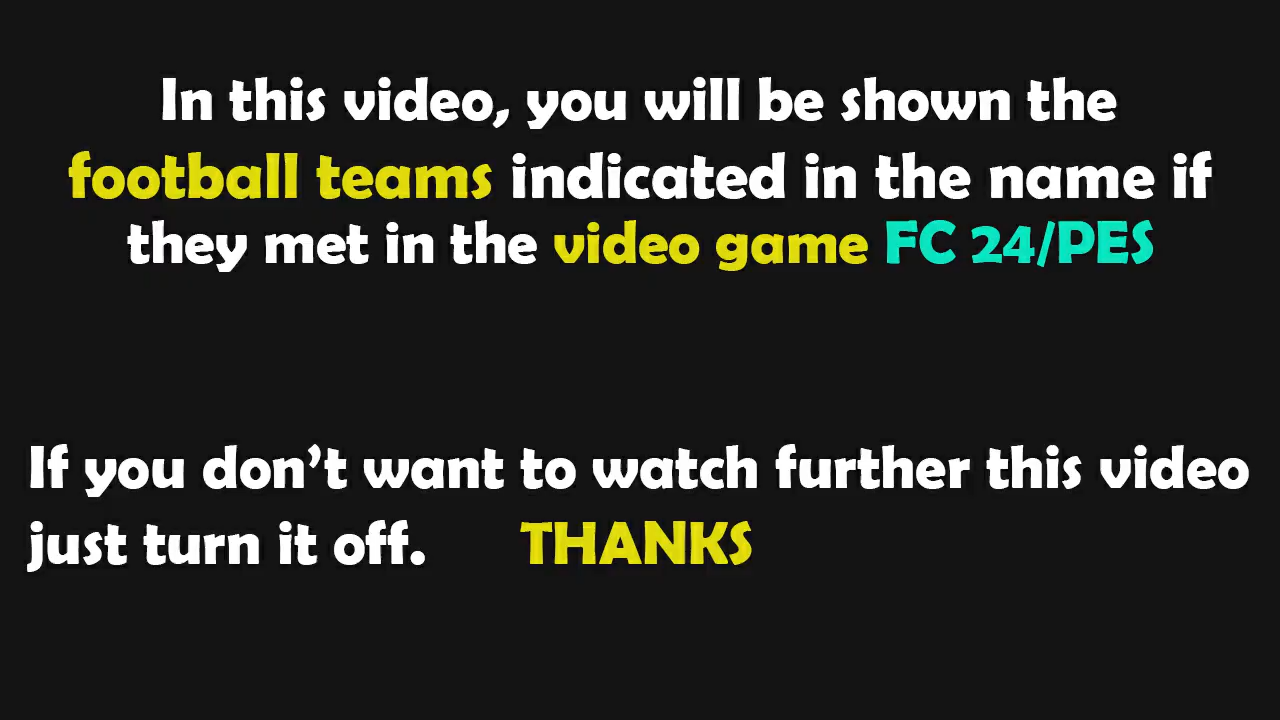 In this video, you will be shown the
football teams indicated in the name if
they met in the video game FC 24/PES
If you don't want to watch further this video
just turn it off. THANKS